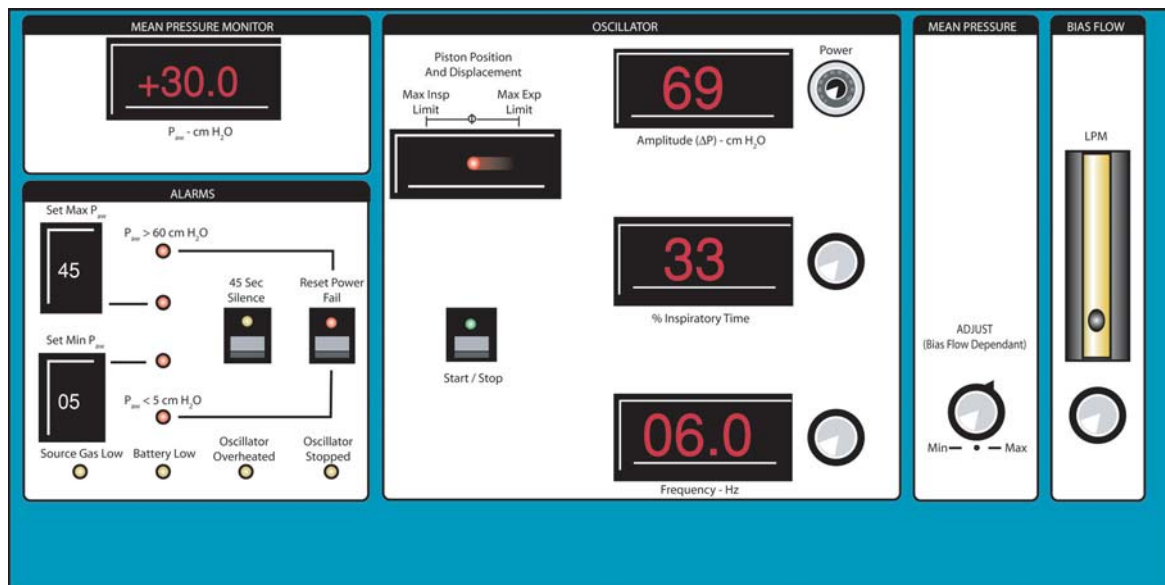 MEAN PRESSURE MONITOR
+30.0
Paw - cm H2O
ALARMS
Set Max Paw
45
Paw > 60 cm H2O
Set Min Paw
05
Paw < 5 cm H2O
45 Sec
Silence
Reset Power
Fail
Source Gas Low
Battery Low
Oscillator
Overheated
Oscillator
Stopped
OSCILLATOR
Piston Position
And Displacement
Max Insp
Limit
Max Exp
Limit
Φ
Start / Stop
69
Amplitude (ΔP) - cm H2O
Power
33
% Inspiratory Time
06.0
Frequency - Hz
MEAN PRESSURE
ADJUST
(Bias Flow Dependant)
Min
Max
BIAS FLOW
LPM